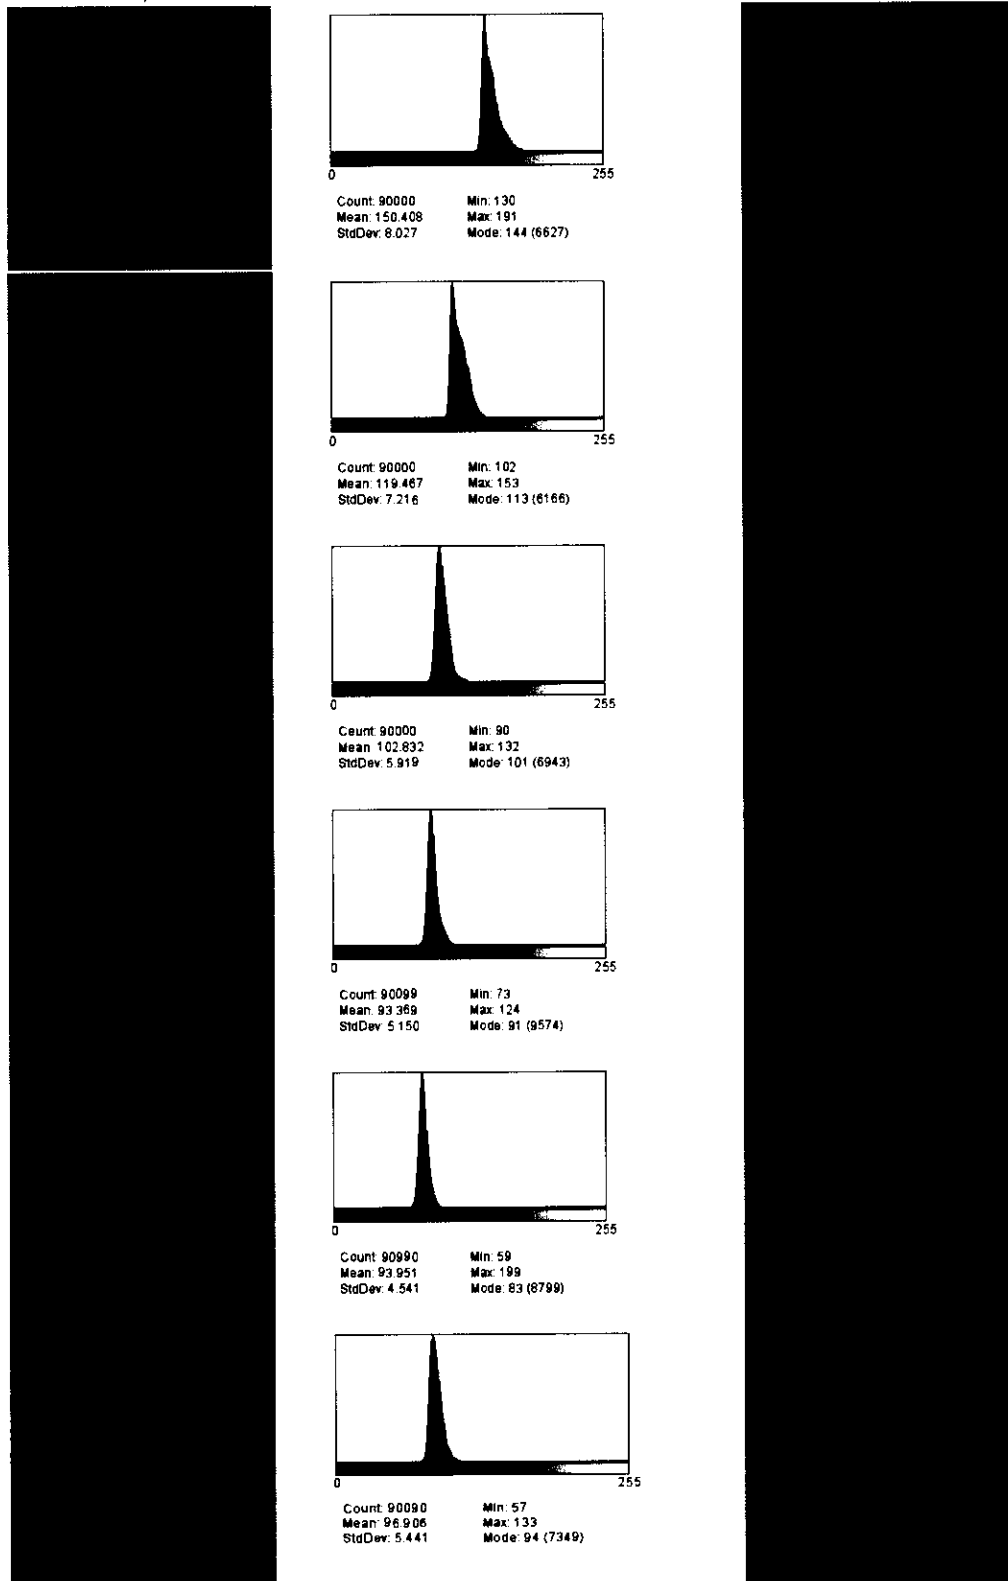 0 255
Count: 90000 Min: 130
Mean: 150.408 Max: 191
StdDev: 8.027 Mode: 144 (6627)
0 255
Count: 90000 Min: 102
Mean: 119.467 Max: 153
StdDev: 7.216 Mode: 113 (6166)
0 255
Count: 90000 Min: 90
Mean: 102.832 Max: 132
StdDev: 5.919 Mode: 101 (6943)
0 255
Count: 90099 Min: 73
Mean: 93.369 Max: 124
StdDev: 5.150 Mode: 91 (9574)
0 255
Count: 90990 Min: 59
Mean: 93.951 Max: 199
StdDev: 4.541 Mode: 83 (8799)
0 255
Count: 90090 Min: 57
Mean: 96.906 Max: 133
StdDev: 5.441 Mode: 94 (7349)